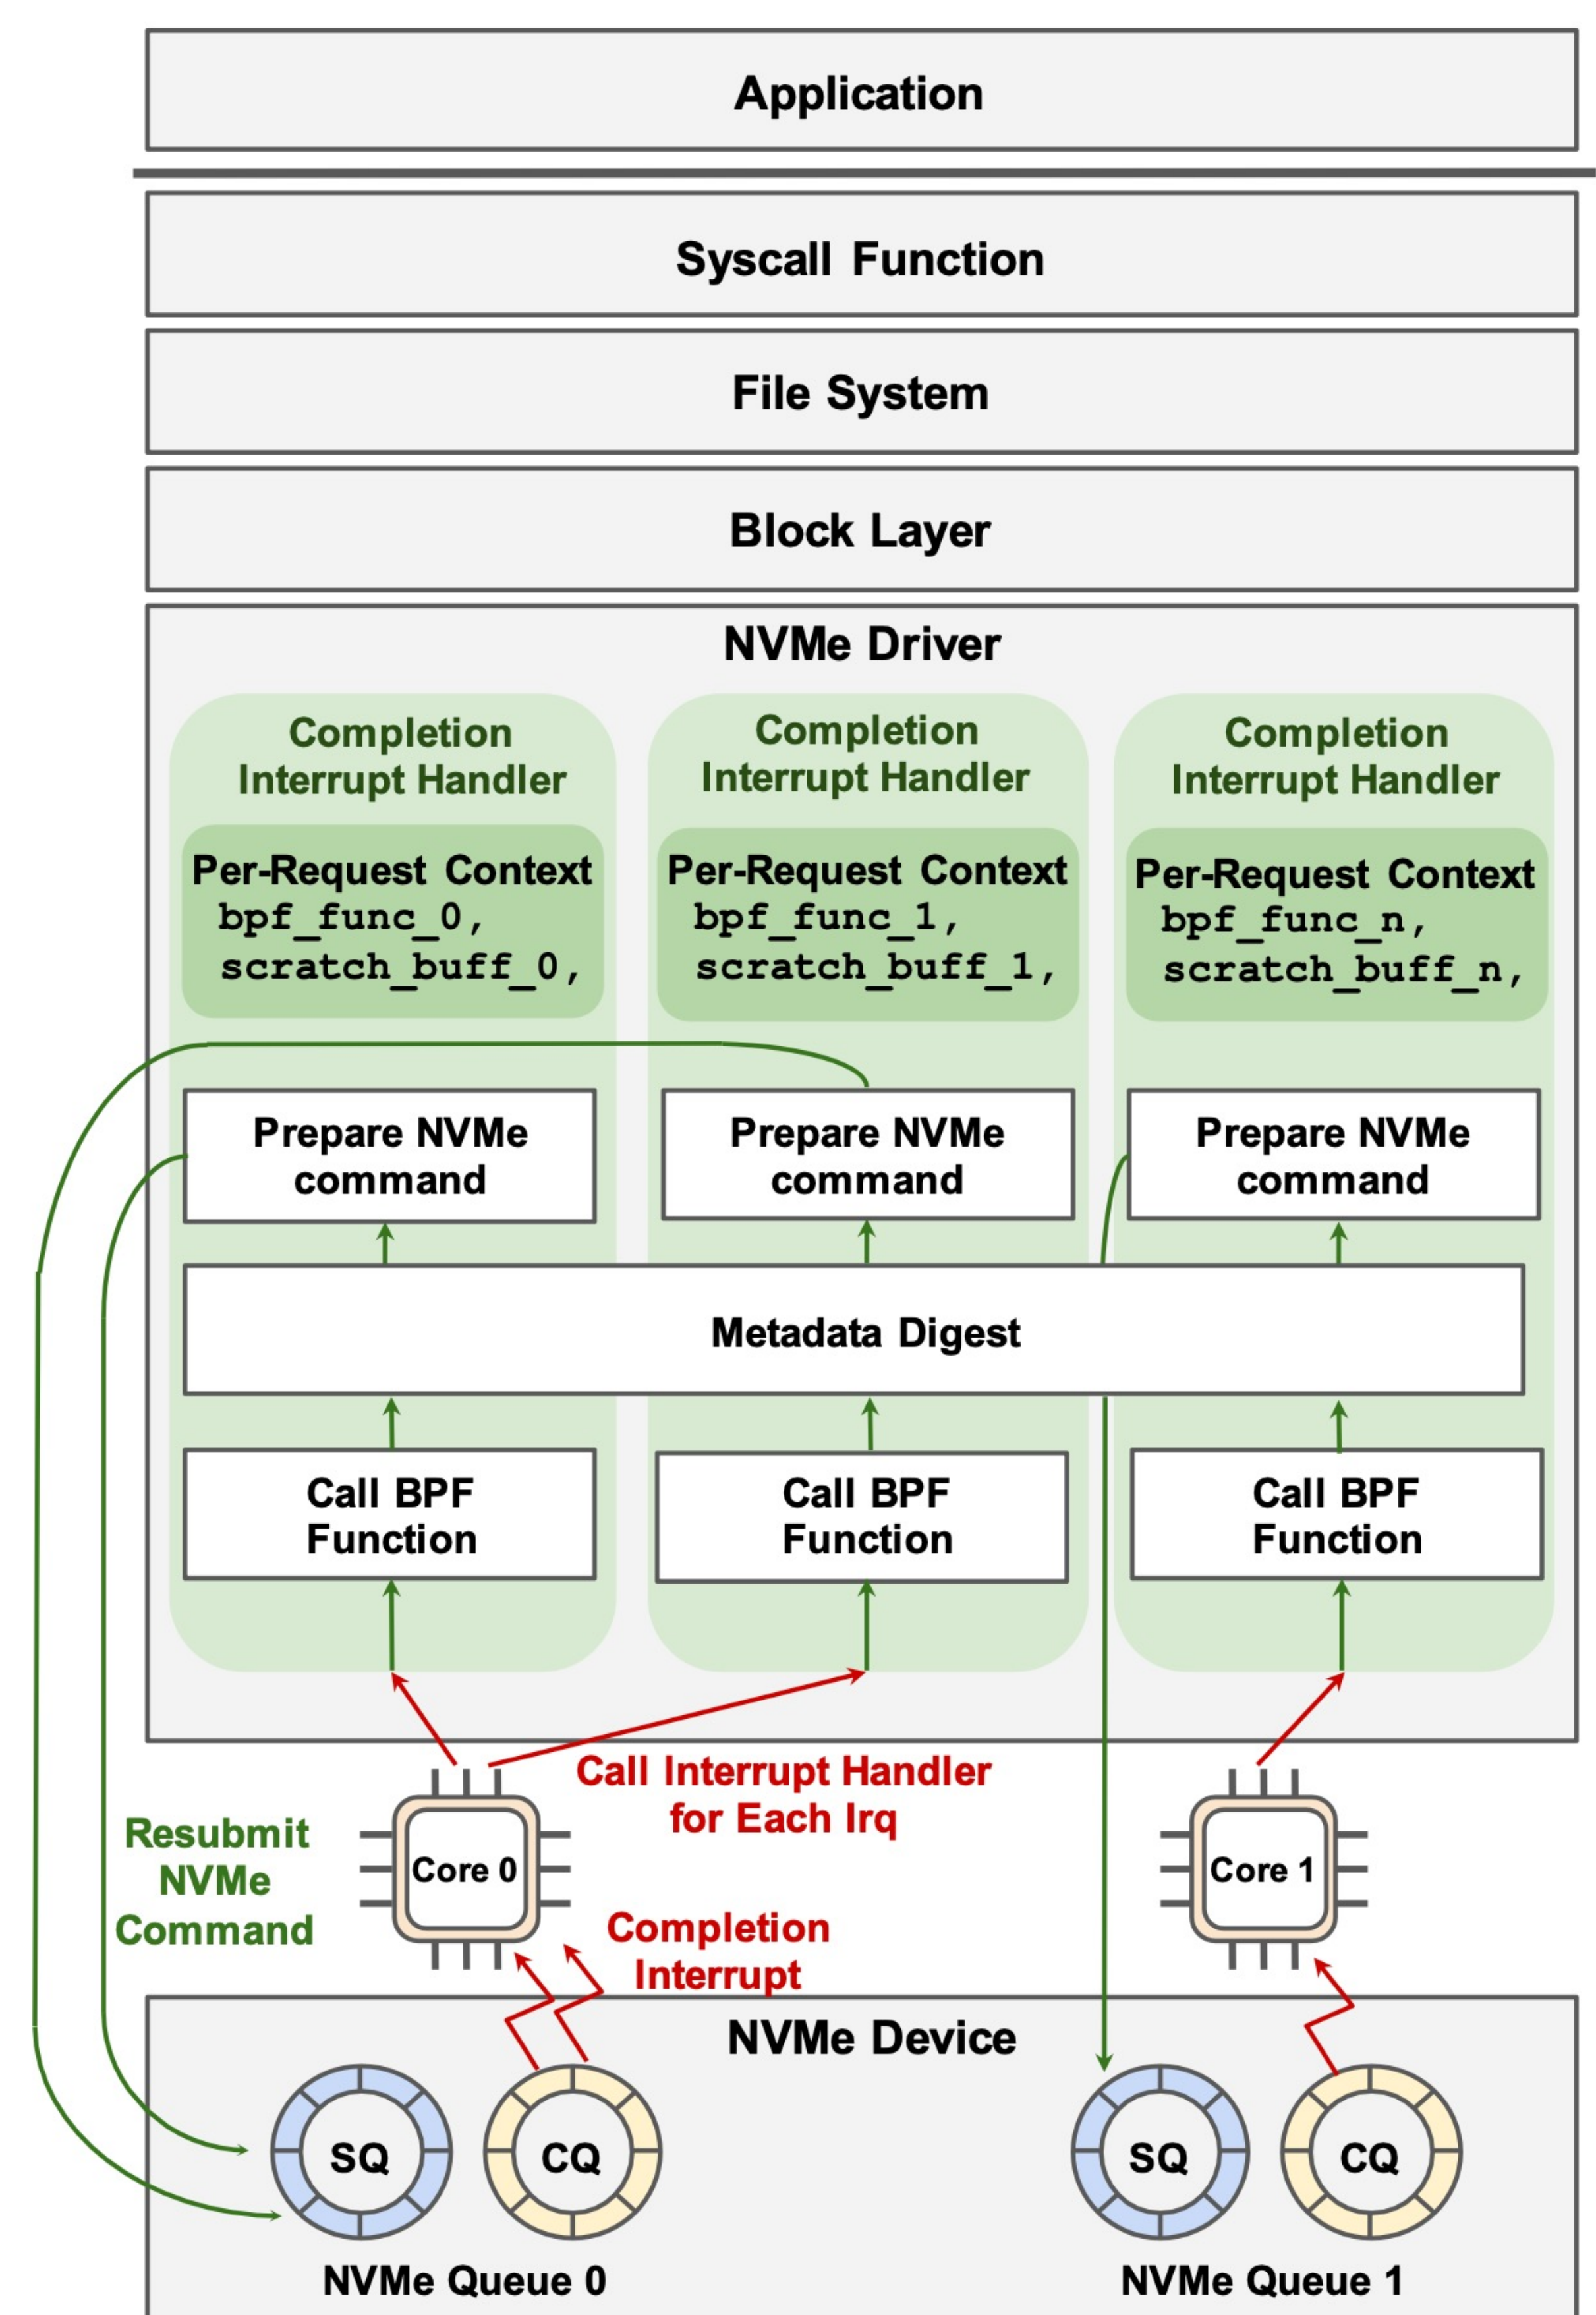 Application
Syscall Function
File System
Block Layer
NVMe Driver
Completion
Interrupt Handler
Per-Request Context
bpf_func_0,
scratch_buff_0,
Completion
Interrupt Handler
Per-Request Context
bpf_func_1,
scratch_buff_1,
Completion
Interrupt Handler
Per-Request Context
bpf_func_n,
scratch_buff_n,
Prepare NVMe
command
Prepare NVMe
command
Prepare NVMe
command
Metadata Digest
Call BPF
Function
Call BPF
Function
Call BPF
Function
Call Interrupt Handler
for Each Irq
Resubmit
NVMe
Command
Core 0
Core 1
Completion
Interrupt
NVMe Device
SQ
CQ
SQ
CQ
NVMe Queue 0
NVMe Queue 1